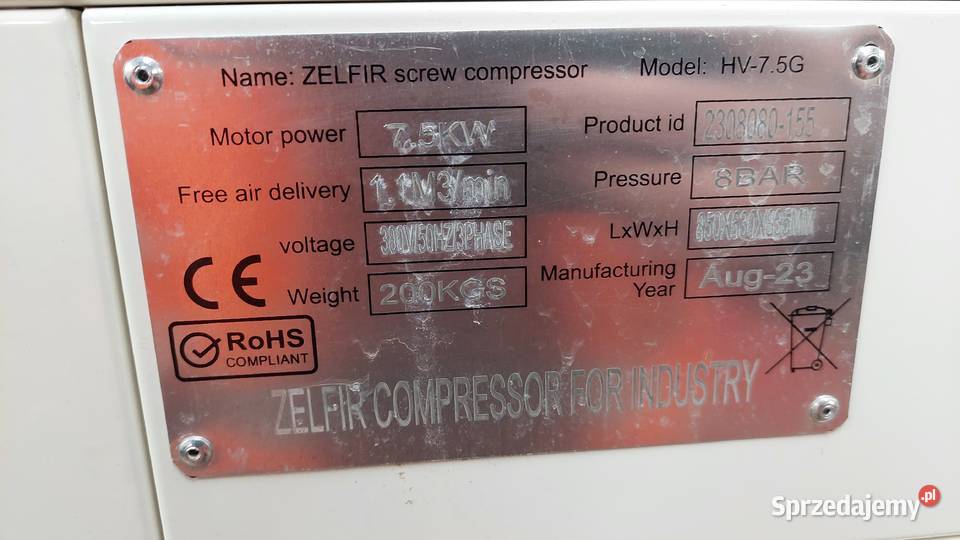 Name: ZELFIR screw compressor Model: HV-7.5G
Motor power 7.5KW Product id 2308080-155
Free air delivery 1.1M3/min Pressure 8BAR
voltage 380V/50HZ/3PHASE LxWxH
Weight 200KGS Manufacturing Year Aug-23
CE
RoHS
COMPLIANT
ZELFIR COMPRESSOR FOR INDUSTRY
Sprzedajemy.pl